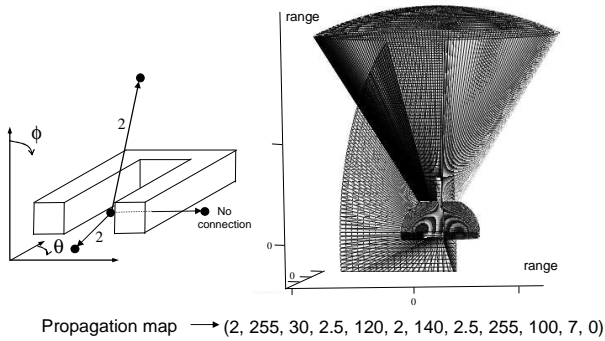 range
ϕ
2
No
connection
2
θ
0
0
0
range
Propagation map → (2, 255, 30, 2.5, 120, 2, 140, 2.5, 255, 100, 7, 0)